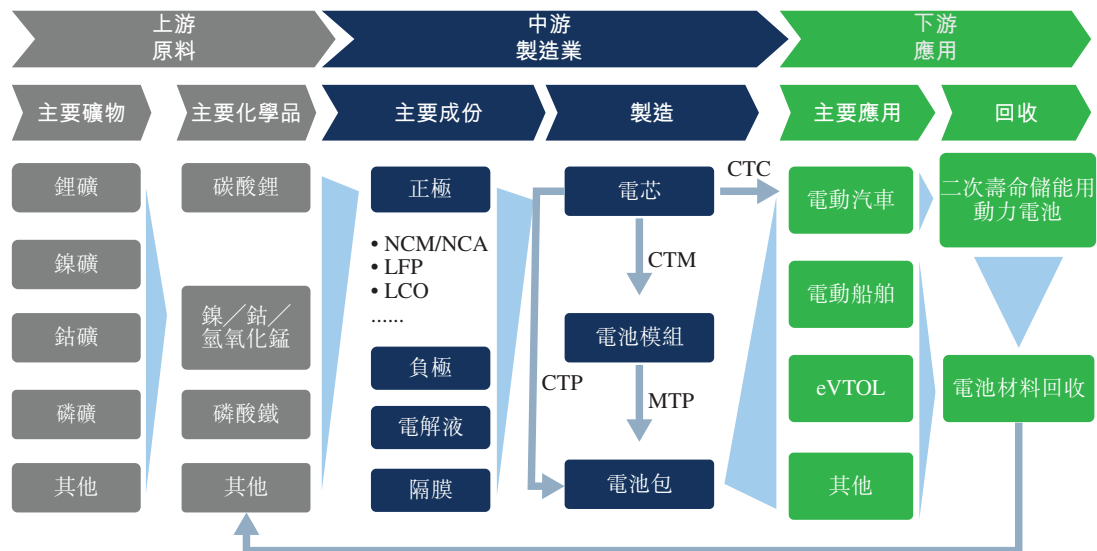 上游
原料
中游
製造業
下游
應用
主要礦物
主要化學品
主要成份
製造
主要應用
回收
鋰礦
鎳礦
鈷礦
磷礦
其他
碳酸鋰
鎳／鈷／
氫氧化錳
磷酸鐵
其他
正極
• NCM/NCA
• LFP
• LCO
......
負極
電解液
隔膜
電芯
CTC
CTM
電池模組
CTP
MTP
電池包
電動汽車
電動船舶
eVTOL
其他
二次壽命儲能用
動力電池
電池材料回收